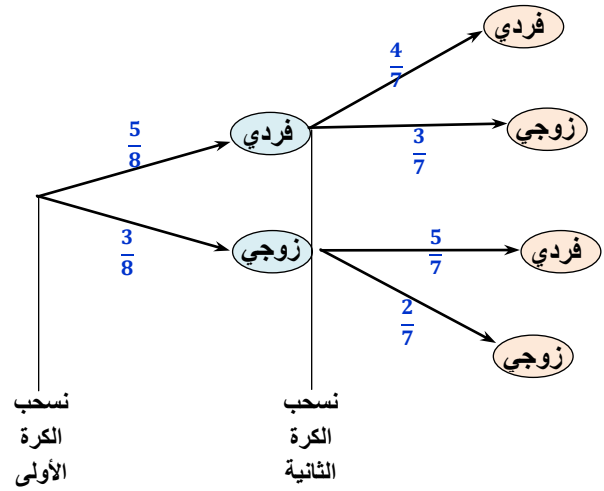 فردي
4/7
زوجي
3/7
فردي
5/8
زوجي
3/8
فردي
5/7
زوجي
2/7
نسحب
الكرة
الأولى
نسحب
الكرة
الثانية